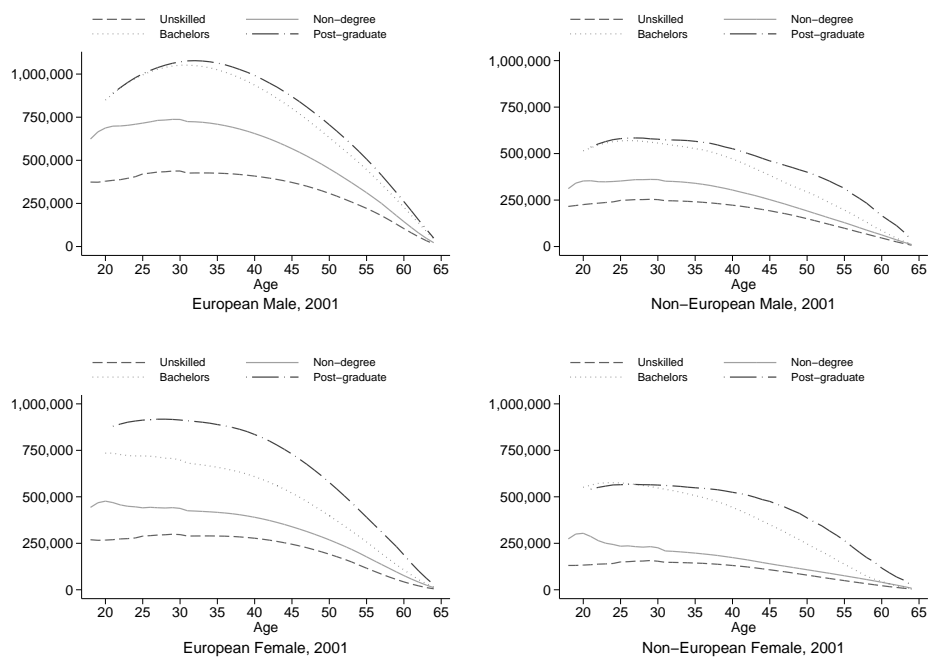 Unskilled Non−degree
Bachelors Post−graduate
1,000,000
750,000
500,000
250,000
0
20 25 30 35 40 45 50 55 60 65
Age
European Male, 2001
Unskilled Non−degree
Bachelors Post−graduate
1,000,000
750,000
500,000
250,000
0
20 25 30 35 40 45 50 55 60 65
Age
Non−European Male, 2001
Unskilled Non−degree
Bachelors Post−graduate
1,000,000
750,000
500,000
250,000
0
20 25 30 35 40 45 50 55 60 65
Age
European Female, 2001
Unskilled Non−degree
Bachelors Post−graduate
1,000,000
750,000
500,000
250,000
0
20 25 30 35 40 45 50 55 60 65
Age
Non−European Female, 2001